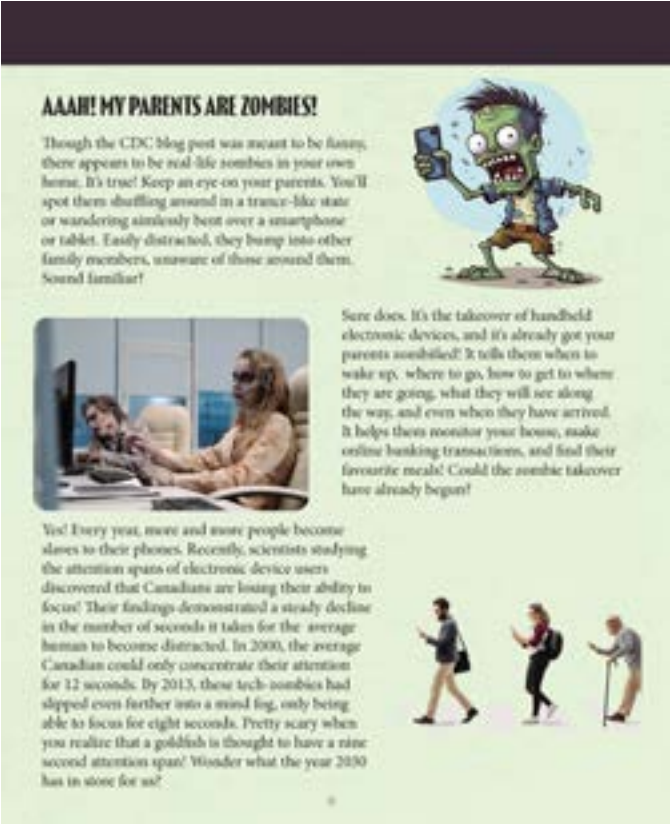 AAAH! MY PARENTS ARE ZOMBIES!
Though the CDC blog post was meant to be funny,
there appears to be real-life zombies in your own
home. It's true! Keep an eye on your parents. You'll
spot them shuffling around in a trance-like state
or wandering aimlessly bent over a smartphone
or tablet. Easily distracted, they bump into other
family members, unaware of those around them.
Sound familiar?
Sure does. It's the takeover of handheld
electronic devices, and it's already got your
parents zombified! It tells them when to
wake up, where to go, how to get to where
they are going, what they will see along
the way, and even when they have arrived.
It helps them monitor your house, make
online banking transactions, and find their
favourite meals! Could the zombie takeover
have already begun?
Yes! Every year, more and more people become
slaves to their phones. Recently, scientists studying
the attention spans of electronic device users
discovered that Canadians are losing their ability to
focus! Their findings demonstrated a steady decline
in the number of seconds it takes for the average
human to become distracted. In 2000, the average
Canadian could only concentrate their attention
for 12 seconds. By 2013, these tech-zombies had
slipped even further into a mind fog, only being
able to focus for eight seconds. Pretty scary when
you realize that a goldfish is thought to have a nine
second attention span! Wonder what the year 2030
has in store for us?